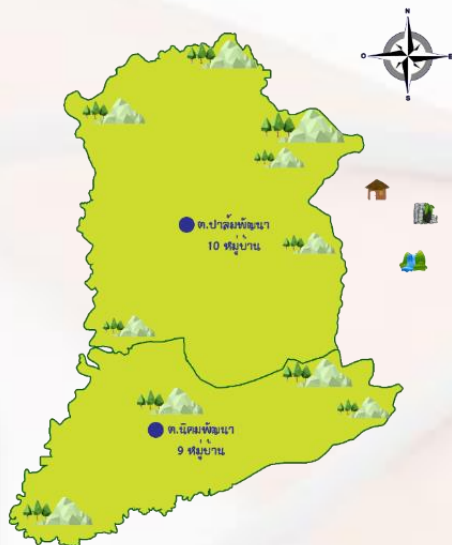 N
O
E
S
ต.ปาล์มพัฒนา
10 หมู่บ้าน
ต.นิคมพัฒนา
9 หมู่บ้าน